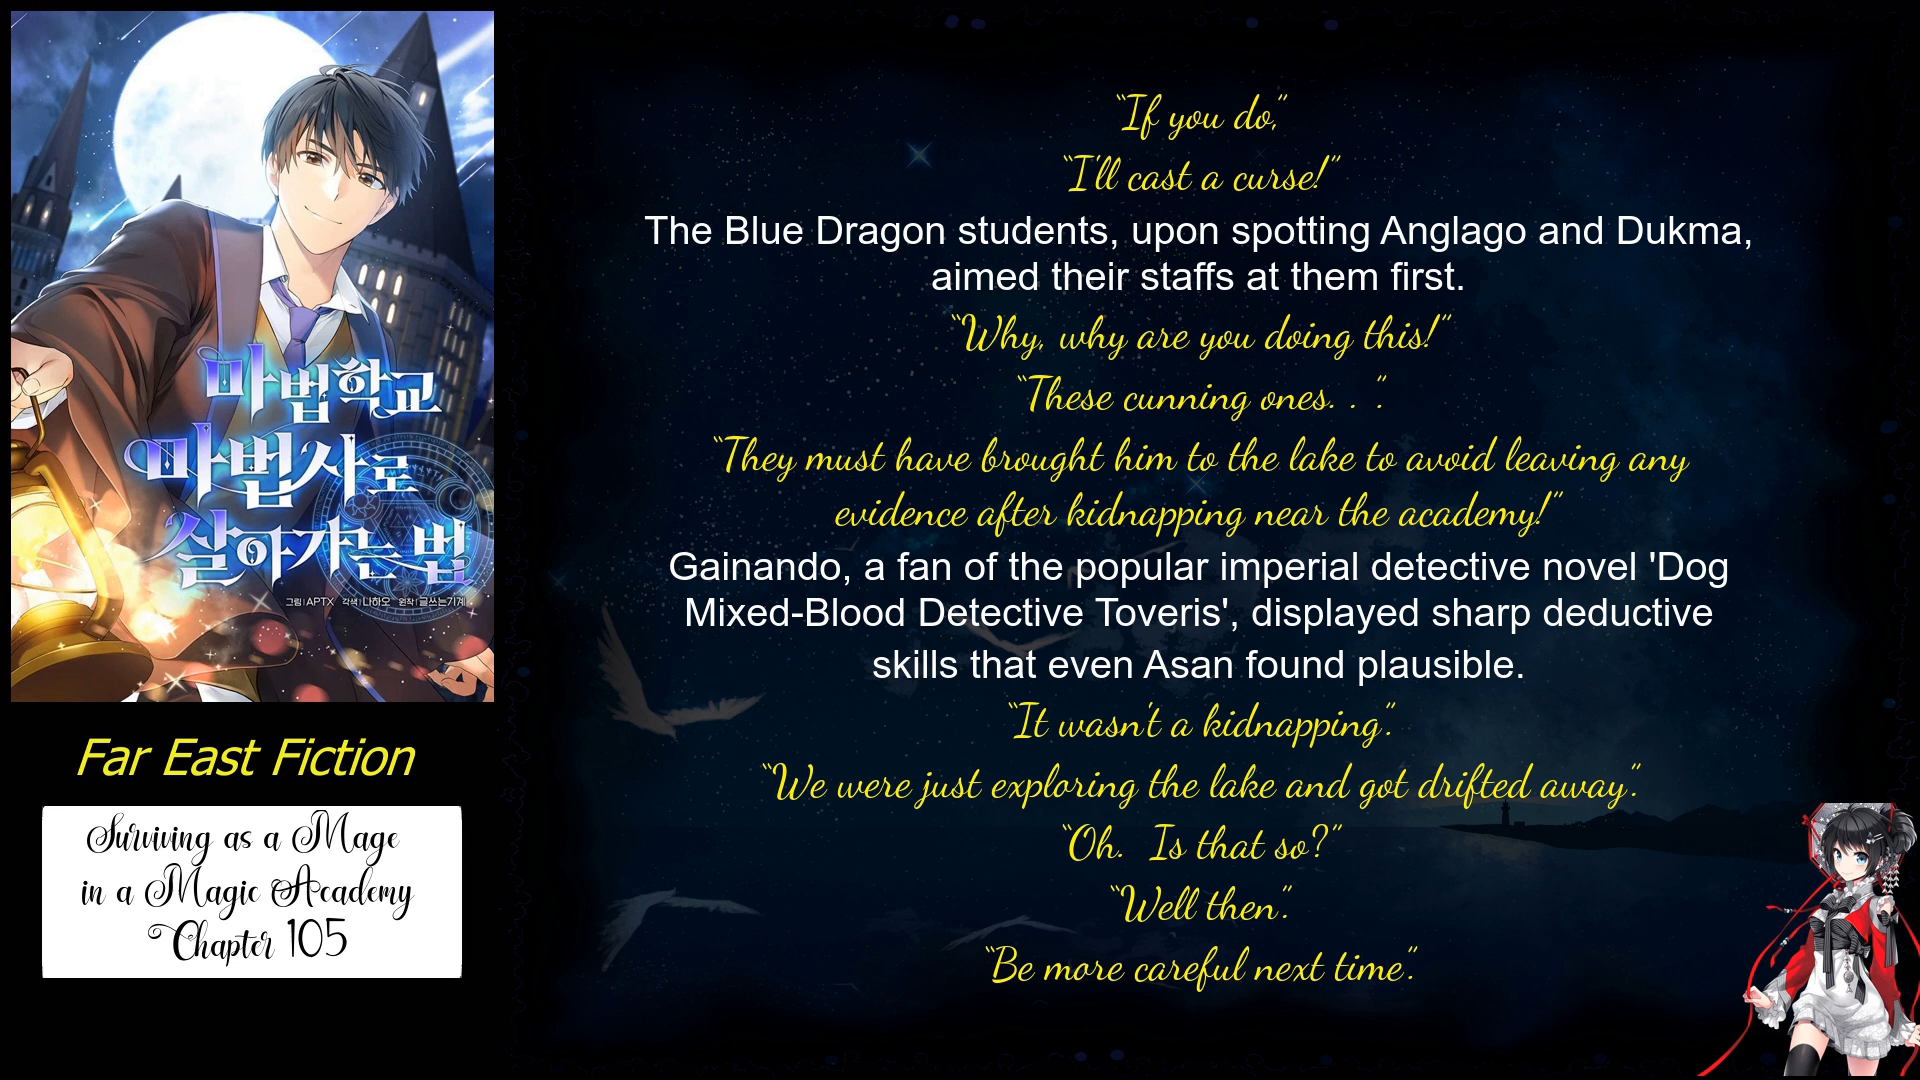 마법학교
마법사로
살아가는 법
그림 | APTX 각색 | 나하오 원작 | 글쓰는기계
Far East Fiction
Surviving as a Mage
in a Magic Academy
Chapter 105
“If you do,”
“I'll cast a curse!”
The Blue Dragon students, upon spotting Anglago and Dukma,
aimed their staffs at them first.
“Why, why are you doing this!”
“These cunning ones. . .”
“They must have brought him to the lake to avoid leaving any
evidence after kidnapping near the academy!”
Gainando, a fan of the popular imperial detective novel 'Dog
Mixed-Blood Detective Toveris', displayed sharp deductive
skills that even Asan found plausible.
“It wasn't a kidnapping.”
“We were just exploring the lake and got drifted away.”
“Oh. Is that so?”
“Well then.”
“Be more careful next time.”